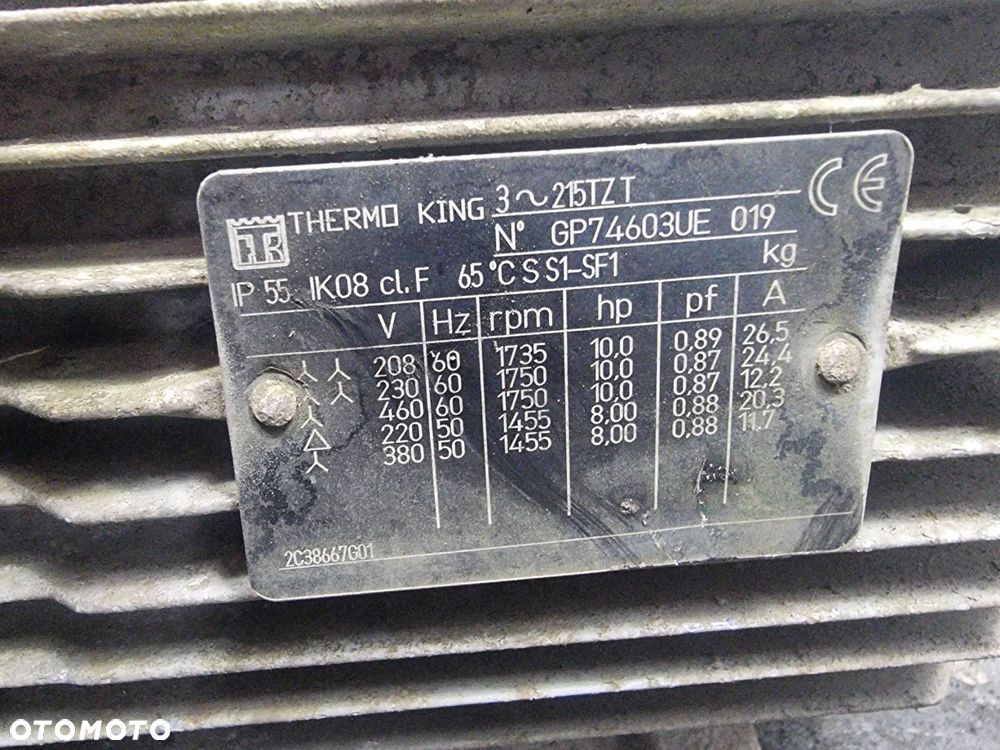 THERMO KING 3~215TZ T
N° GP74603UE 019
IP 55 IK08 cl.F 65°C S S1-SF1 kg
V Hz rpm hp pf A
208 60 1735 10,0 0,89 26,5
230 60 1750 10,0 0,87 24,4
460 60 1750 10,0 0,87 12,2
220 50 1455 8,00 0,88 20,3
380 50 1455 8,00 0,88 11.7
2C38667G01
CE
TK
OTOMOTO